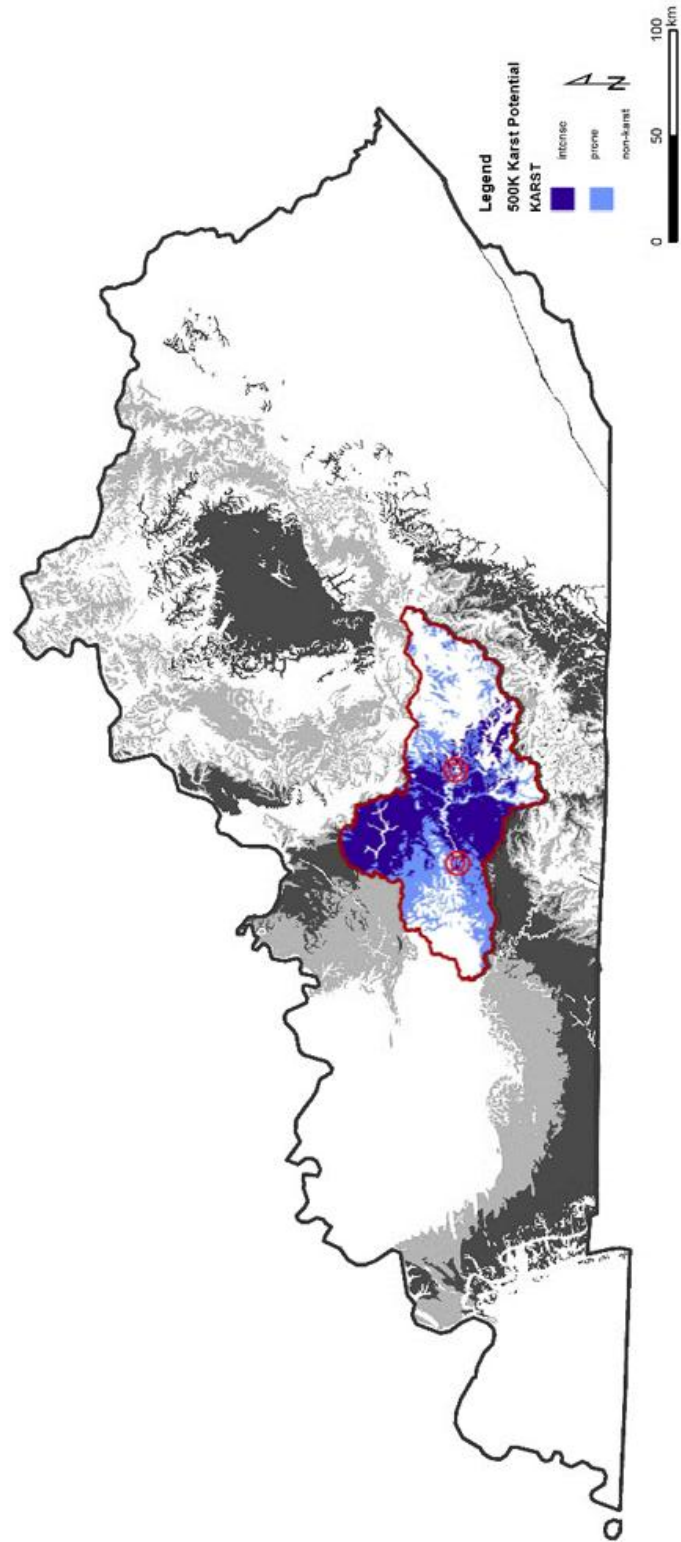 Legend
500K Karst Potential
KARST
intense
prone
non-karst
N
0 50 100
km